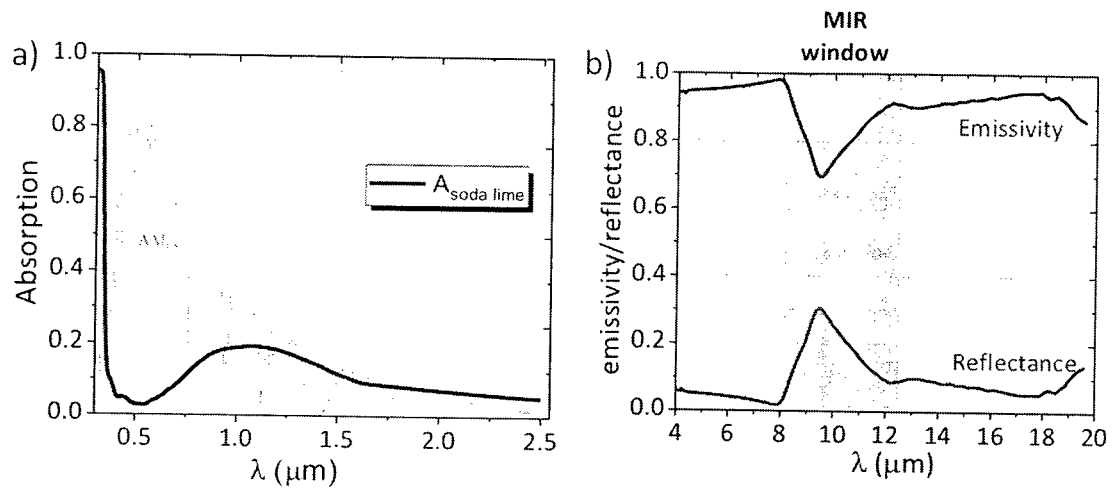 MIR
window
a)
b)
1.0
0.8
0.6
0.4
0.2
0.0
Absorption
A soda lime
0.5 1.0 1.5 2.0 2.5
λ (μm)
1.0
0.8
0.6
0.4
0.2
0.0
emissivity/reflectance
Emissivity
Reflectance
4 6 8 10 12 14 16 18 20
λ (μm)